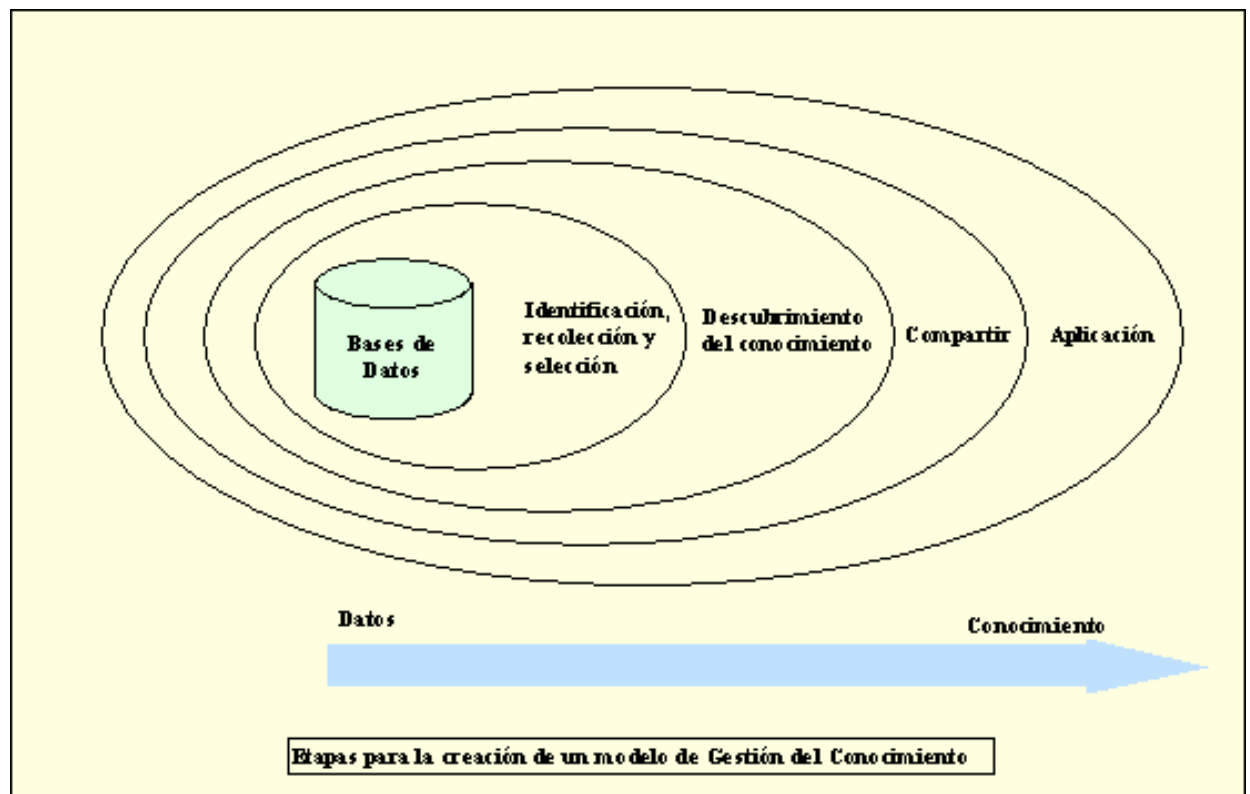 Bases de
Datos
Identificación,
recolección y
selección
Descubrimiento
del conocimiento
Compartir
Aplicación
Datos
Conocimiento
Etapas para la creación de un modelo de Gestión del Conocimiento